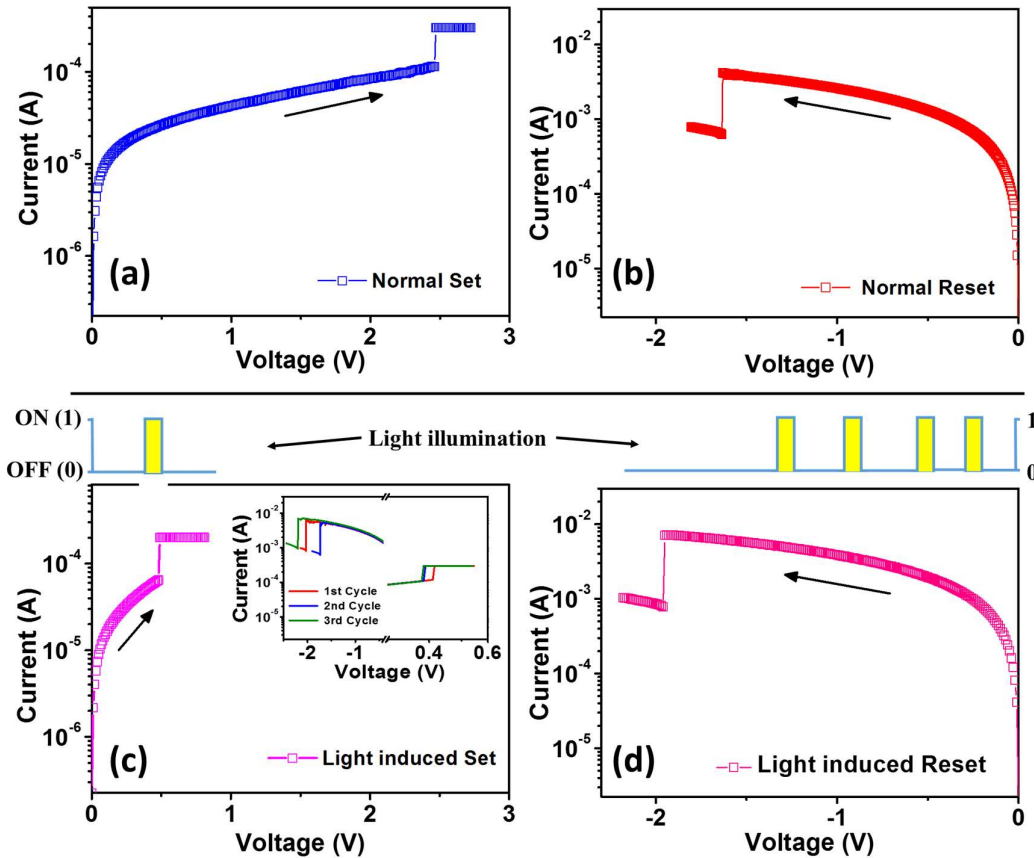 10⁻⁴
10⁻⁵
10⁻⁶
Current (A)
(a)
Normal Set
0 1 2 3
Voltage (V)
10⁻²
10⁻³
10⁻⁴
10⁻⁵
Current (A)
(b)
Normal Reset
-2 -1 0
Voltage (V)
ON (1)
OFF (0)
Light illumination
1
0
10⁻³
10⁻⁴
10⁻⁵
10⁻⁶
Current (A)
(c)
Light induced Set
0 1 2 3
Voltage (V)
10⁻²
10⁻³
10⁻⁴
10⁻⁵
Current (A)
1st Cycle
2nd Cycle
3rd Cycle
-2 -1 0.4 0.6
Voltage (V)
10⁻²
10⁻³
10⁻⁴
10⁻⁵
Current (A)
(d)
Light induced Reset
-2 -1 0
Voltage (V)